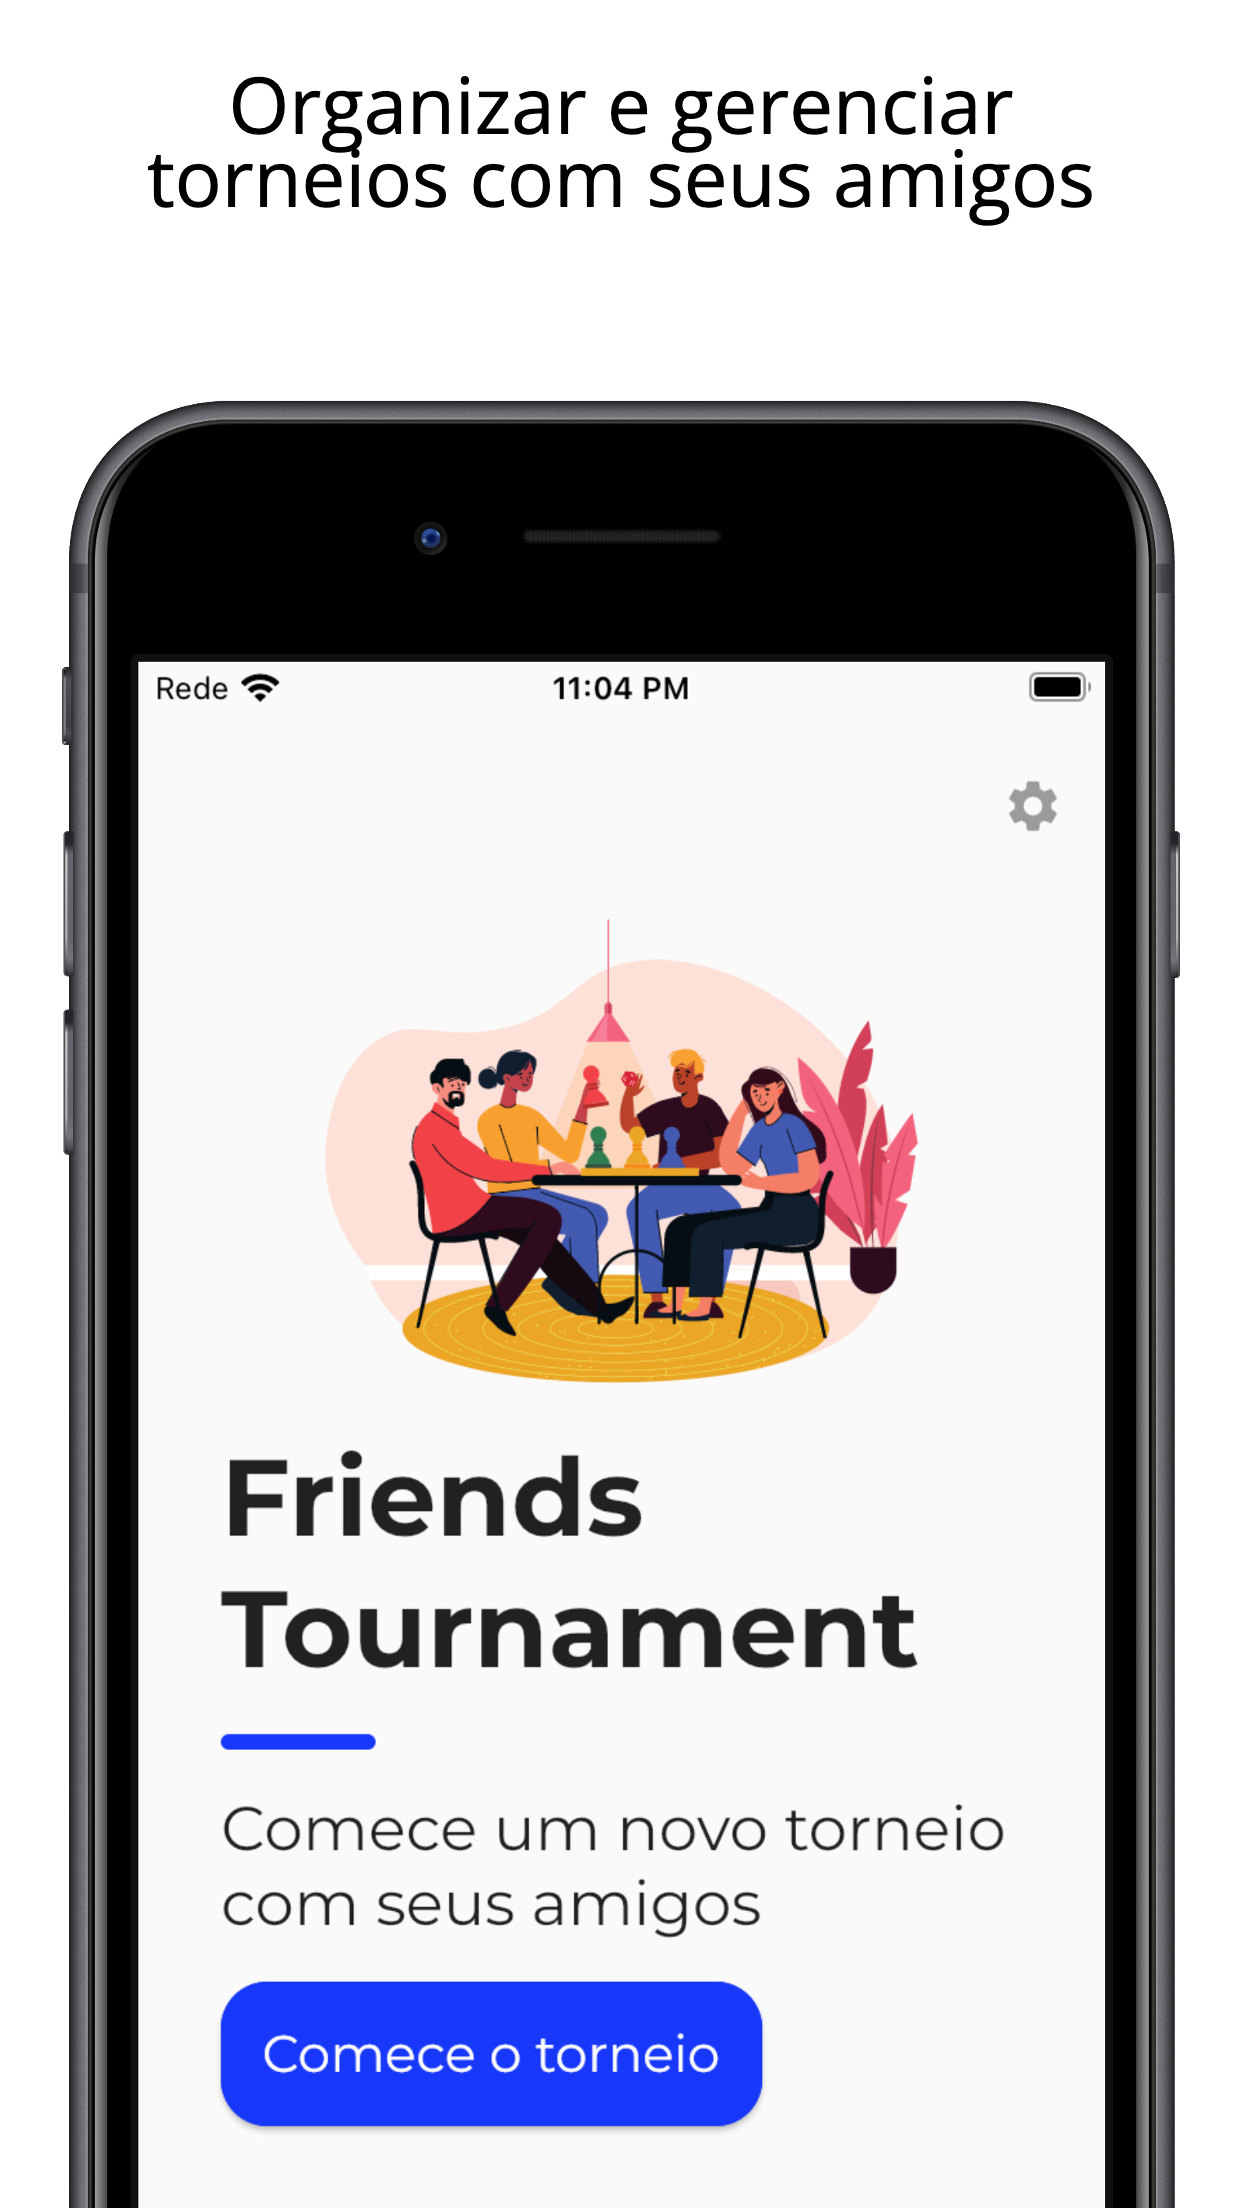 Organizar e gerenciar
torneios com seus amigos
Rede 11:04 PM
Friends
Tournament
Comece um novo torneio
com seus amigos
Comece o torneio